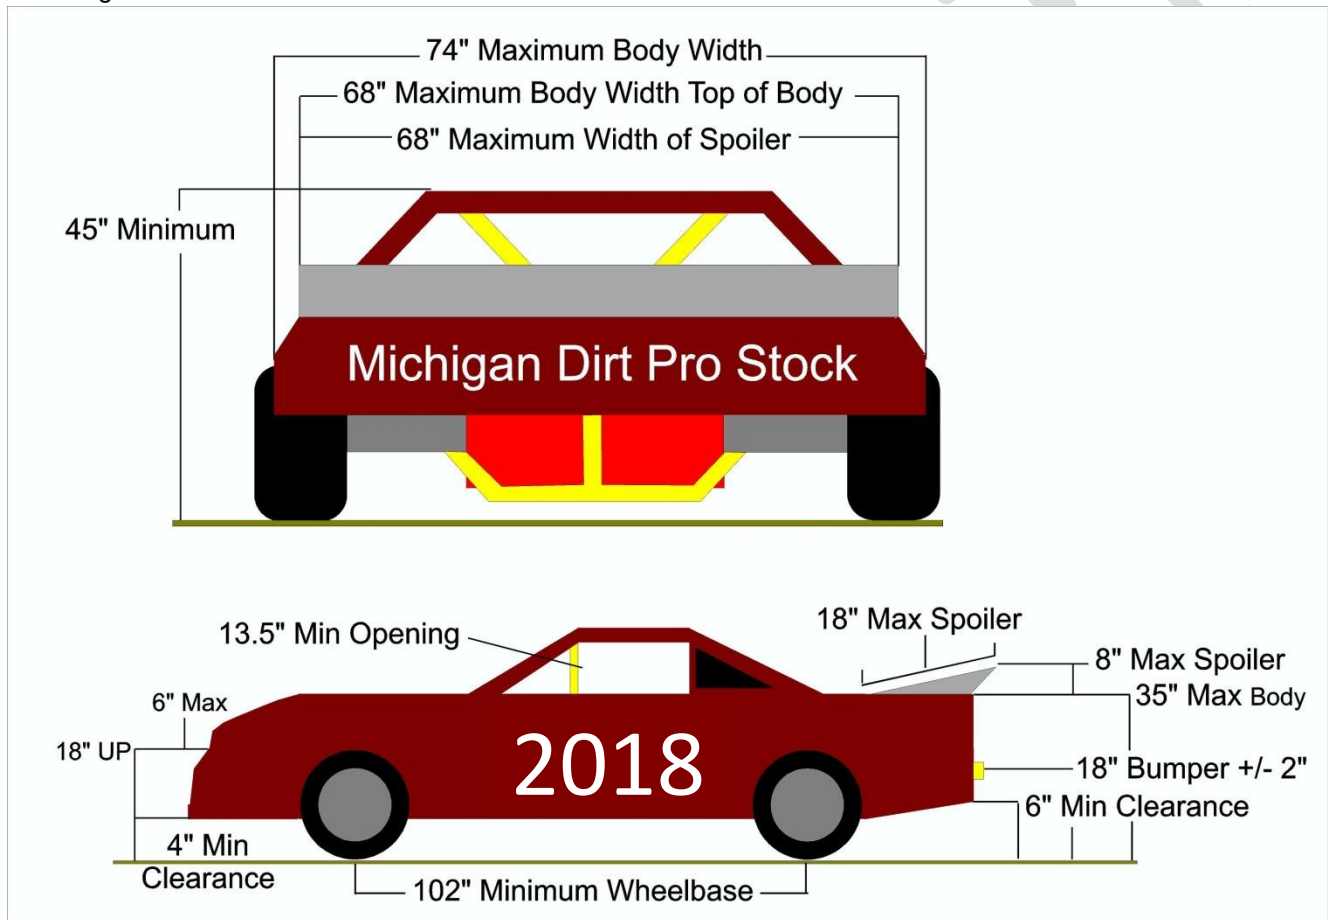 74" Maximum Body Width
68" Maximum Body Width Top of Body
68" Maximum Width of Spoiler
45" Minimum
Michigan Dirt Pro Stock
18" Max Spoiler
13.5" Min Opening
8" Max Spoiler
6" Max
35" Max Body
18" UP
2018
18" Bumper +/- 2"
6" Min Clearance
4" Min
Clearance
102" Minimum Wheelbase